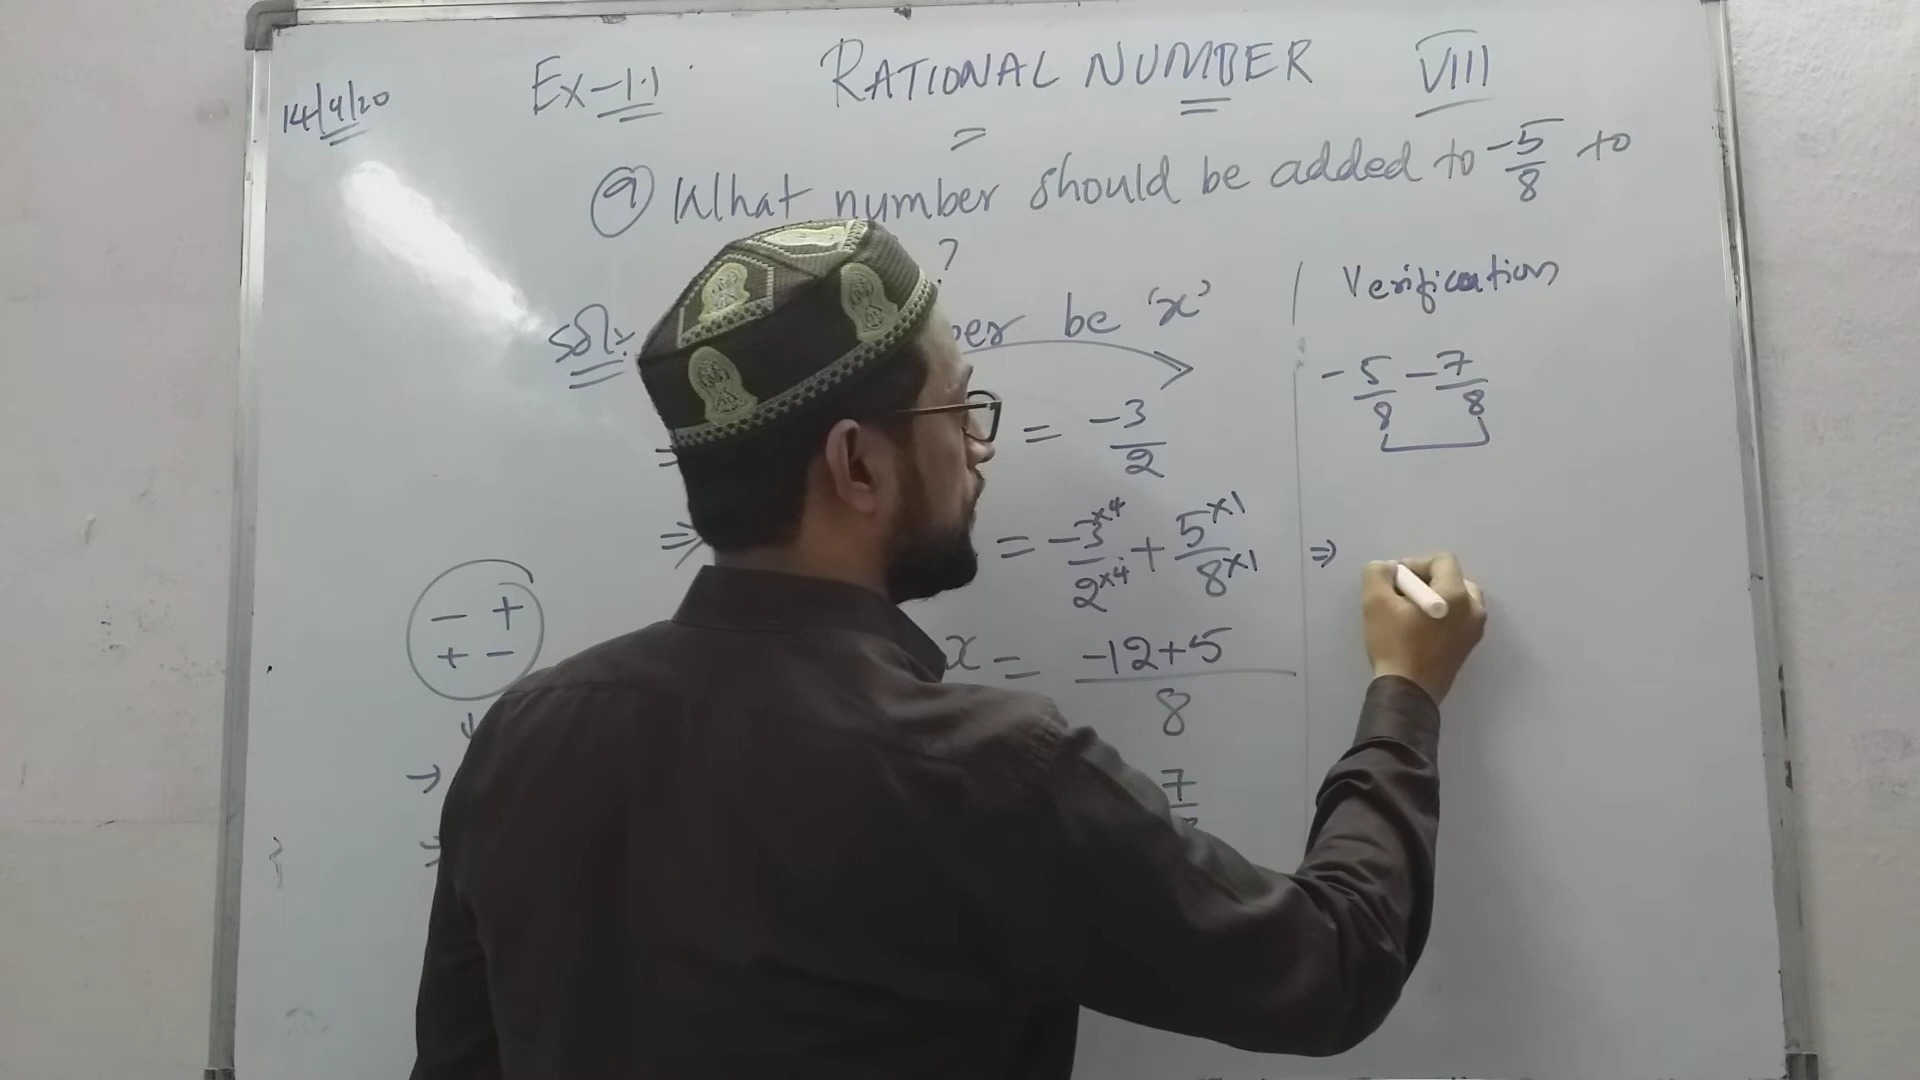 14/4/20 Ex-1.1 RATIONAL NUMBER VIII
9 What number should be added to -5/8 to
?
Sol: be 'x'
= -3/2
⇒ = -3×4/2×4 + 5×1/8×1
x = -12+5/8
7
- +
+ -
Verification
-5/8 -7/8
⇒